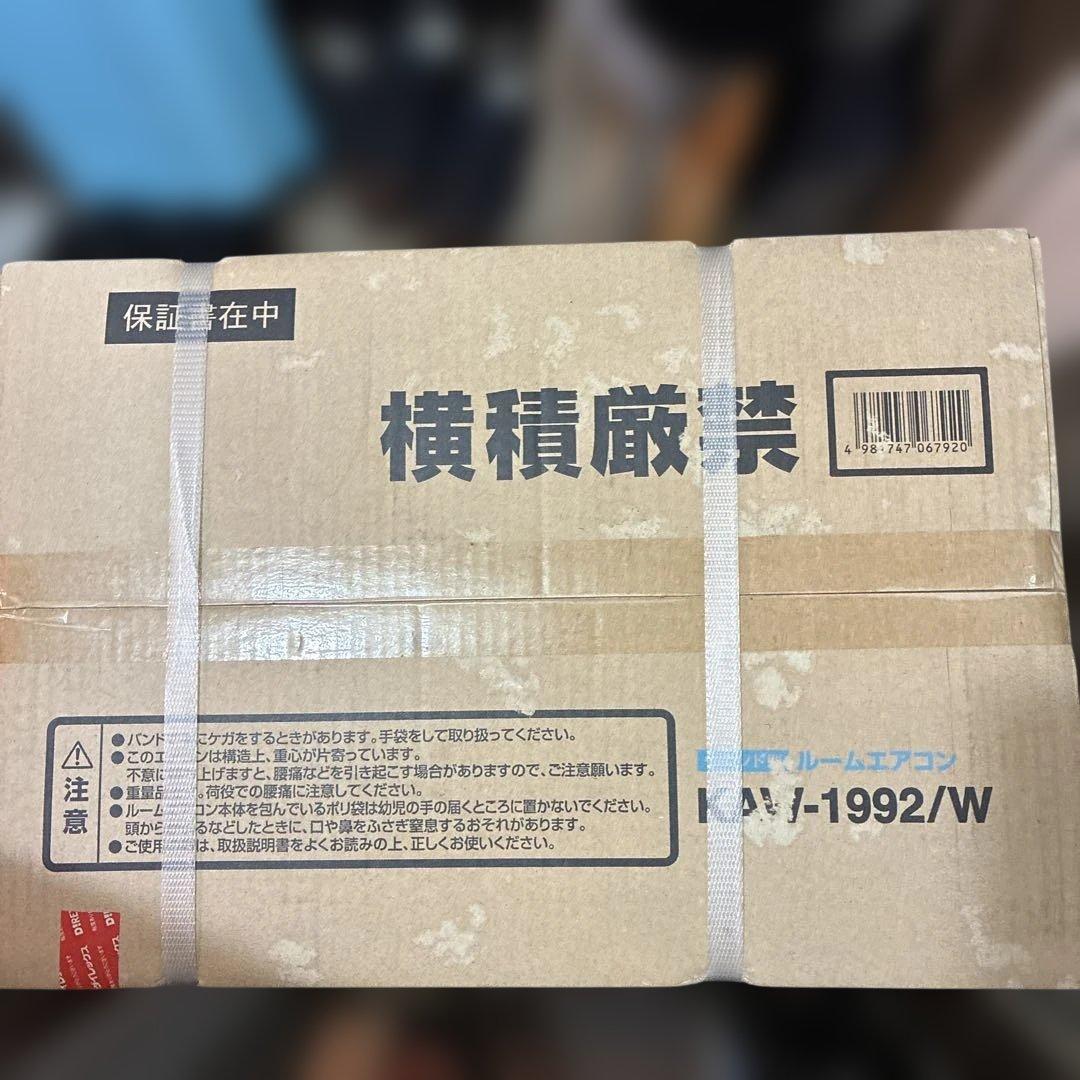 保証書在中
横積厳禁
4 98 747 067920
注意
●バンド にケガをするときがあります。手袋をして取り扱ってください。
●このエ ンは構造上、重心が片寄っています。
不意に 上げますと、腰痛などを引き起こす場合がありますので、ご注意願います。
●重量品 。荷役での腰痛に注意してください。
●ルーム コン本体を包んでいるポリ袋は幼児の手の届くところに置かないでください。
頭から るなどしたときに、口や鼻をふさぎ窒息するおそれがあります。
●ご使用 は、取扱説明書をよくお読みの上、正しくお使いください。
ルームエアコン
KAW-1992/W